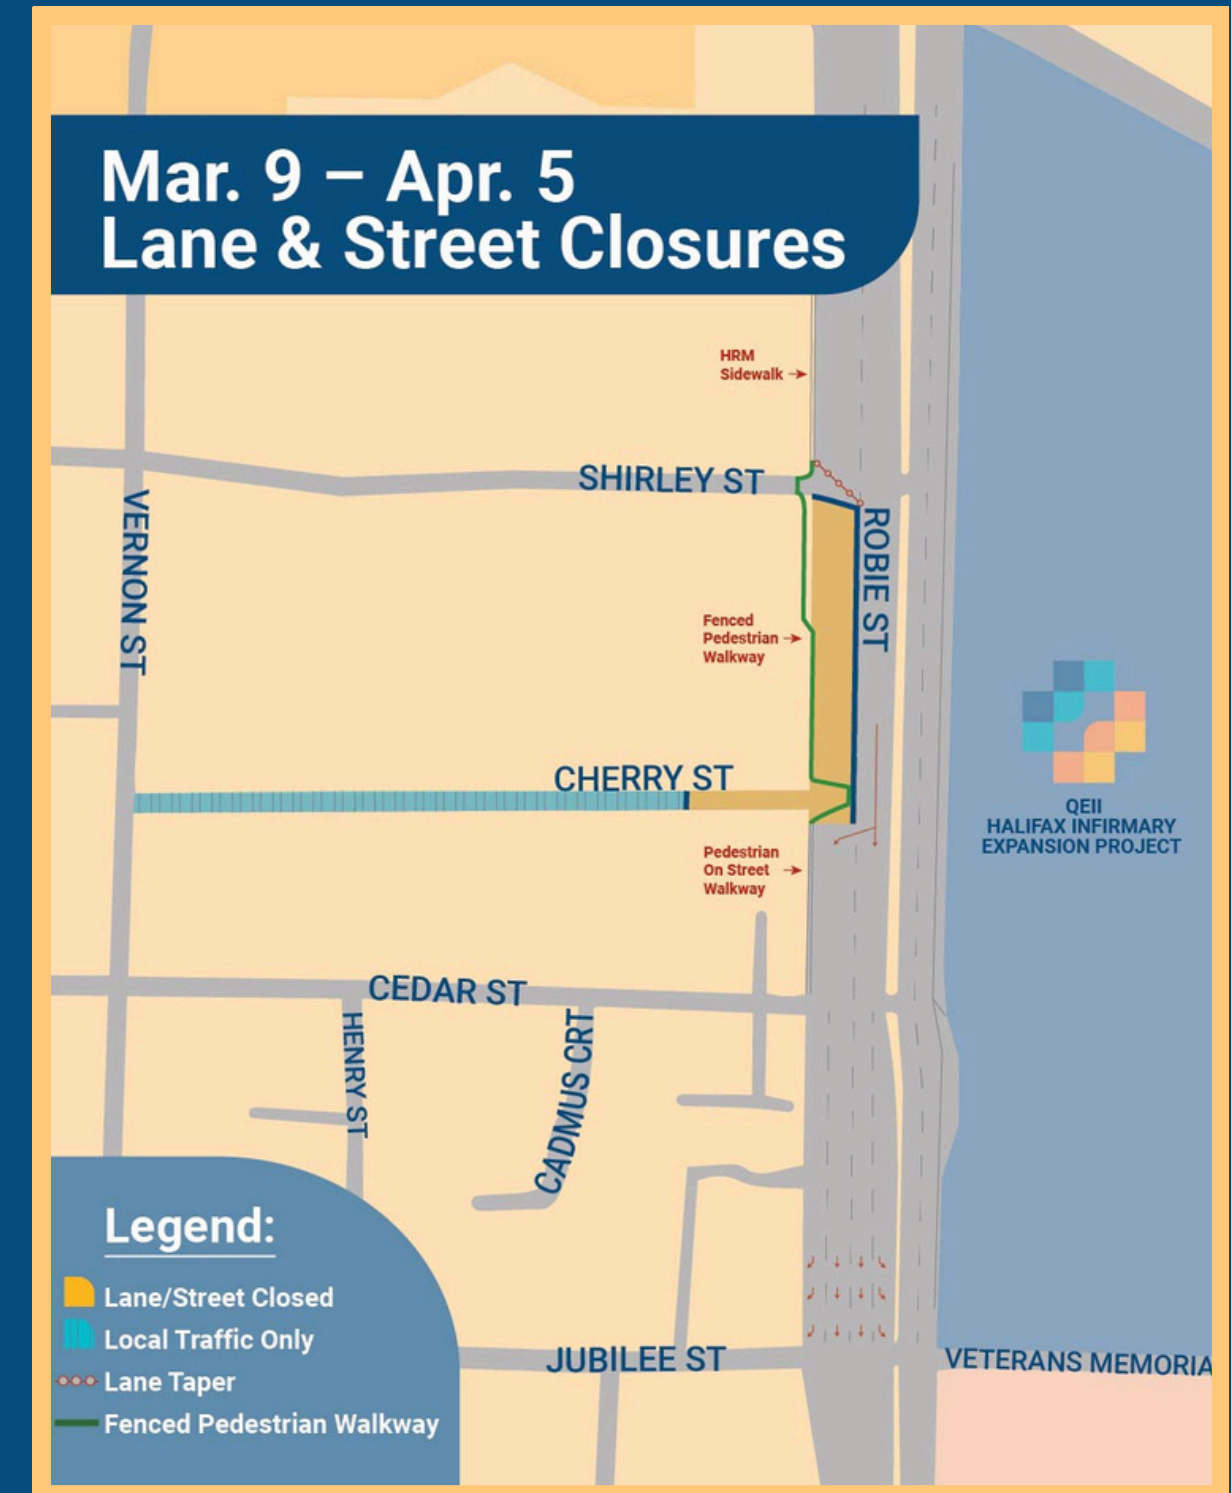 Mar. 9 – Apr. 5
Lane & Street Closures
HRM
Sidewalk
SHIRLEY ST
VERNON ST
ROBIE ST
Fenced
Pedestrian
Walkway
CHERRY ST
QEII
HALIFAX INFIRMARY
EXPANSION PROJECT
Pedestrian
On Street
Walkway
CEDAR ST
HENRY ST
CADMUS CRT
Legend:
Lane/Street Closed
Local Traffic Only
Lane Taper
Fenced Pedestrian Walkway
JUBILEE ST
VETERANS MEMORIA